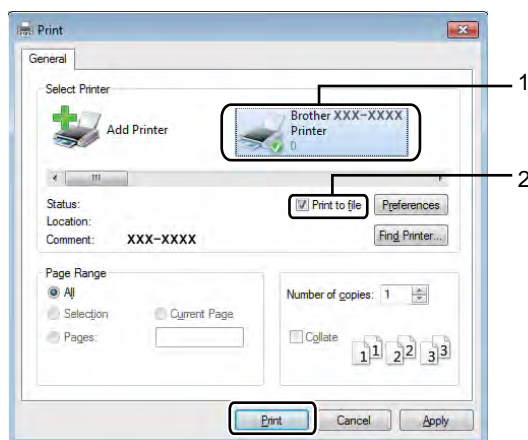 Print
General
Select Printer
Add Printer
Brother XXX-XXXX
Printer
0
1
2
Status:
Print to file
Preferences
Location:
Comment: XXX-XXXX
Find Printer...
Page Range
All
Number of copies: 1
Selection
Current Page
Pages:
Collate
1 1 2 2 3 3
Print
Cancel
Apply